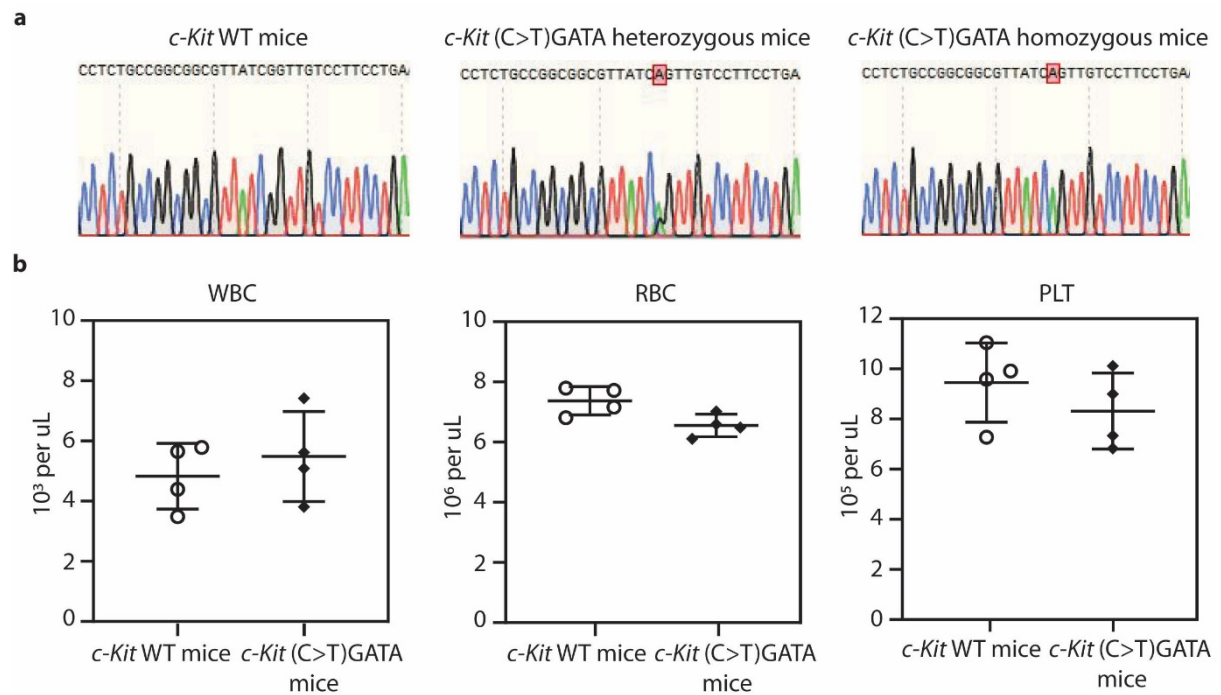 a
c-Kit WT mice
c-Kit (C>T)GATA heterozygous mice
c-Kit (C>T)GATA homozygous mice
CCTCTGCCGGCGGCGTTATCGGTTGTCCTTCCTGA
CCTCTGCCGGCGGCGTTATCAGTTGTCCTTCCTGA
CCTCTGCCGGCGGCGTTATCAGTTGTCCTTCCTGA
b
WBC
10
8
6
4
2
0
10³ per uL
c-Kit WT mice
c-Kit (C>T)GATA
mice
RBC
10
8
6
4
2
0
10⁶ per uL
c-Kit WT mice
c-Kit (C>T)GATA
mice
PLT
12
10
8
6
4
2
0
10⁵ per uL
c-Kit WT mice
c-Kit (C>T)GATA
mice